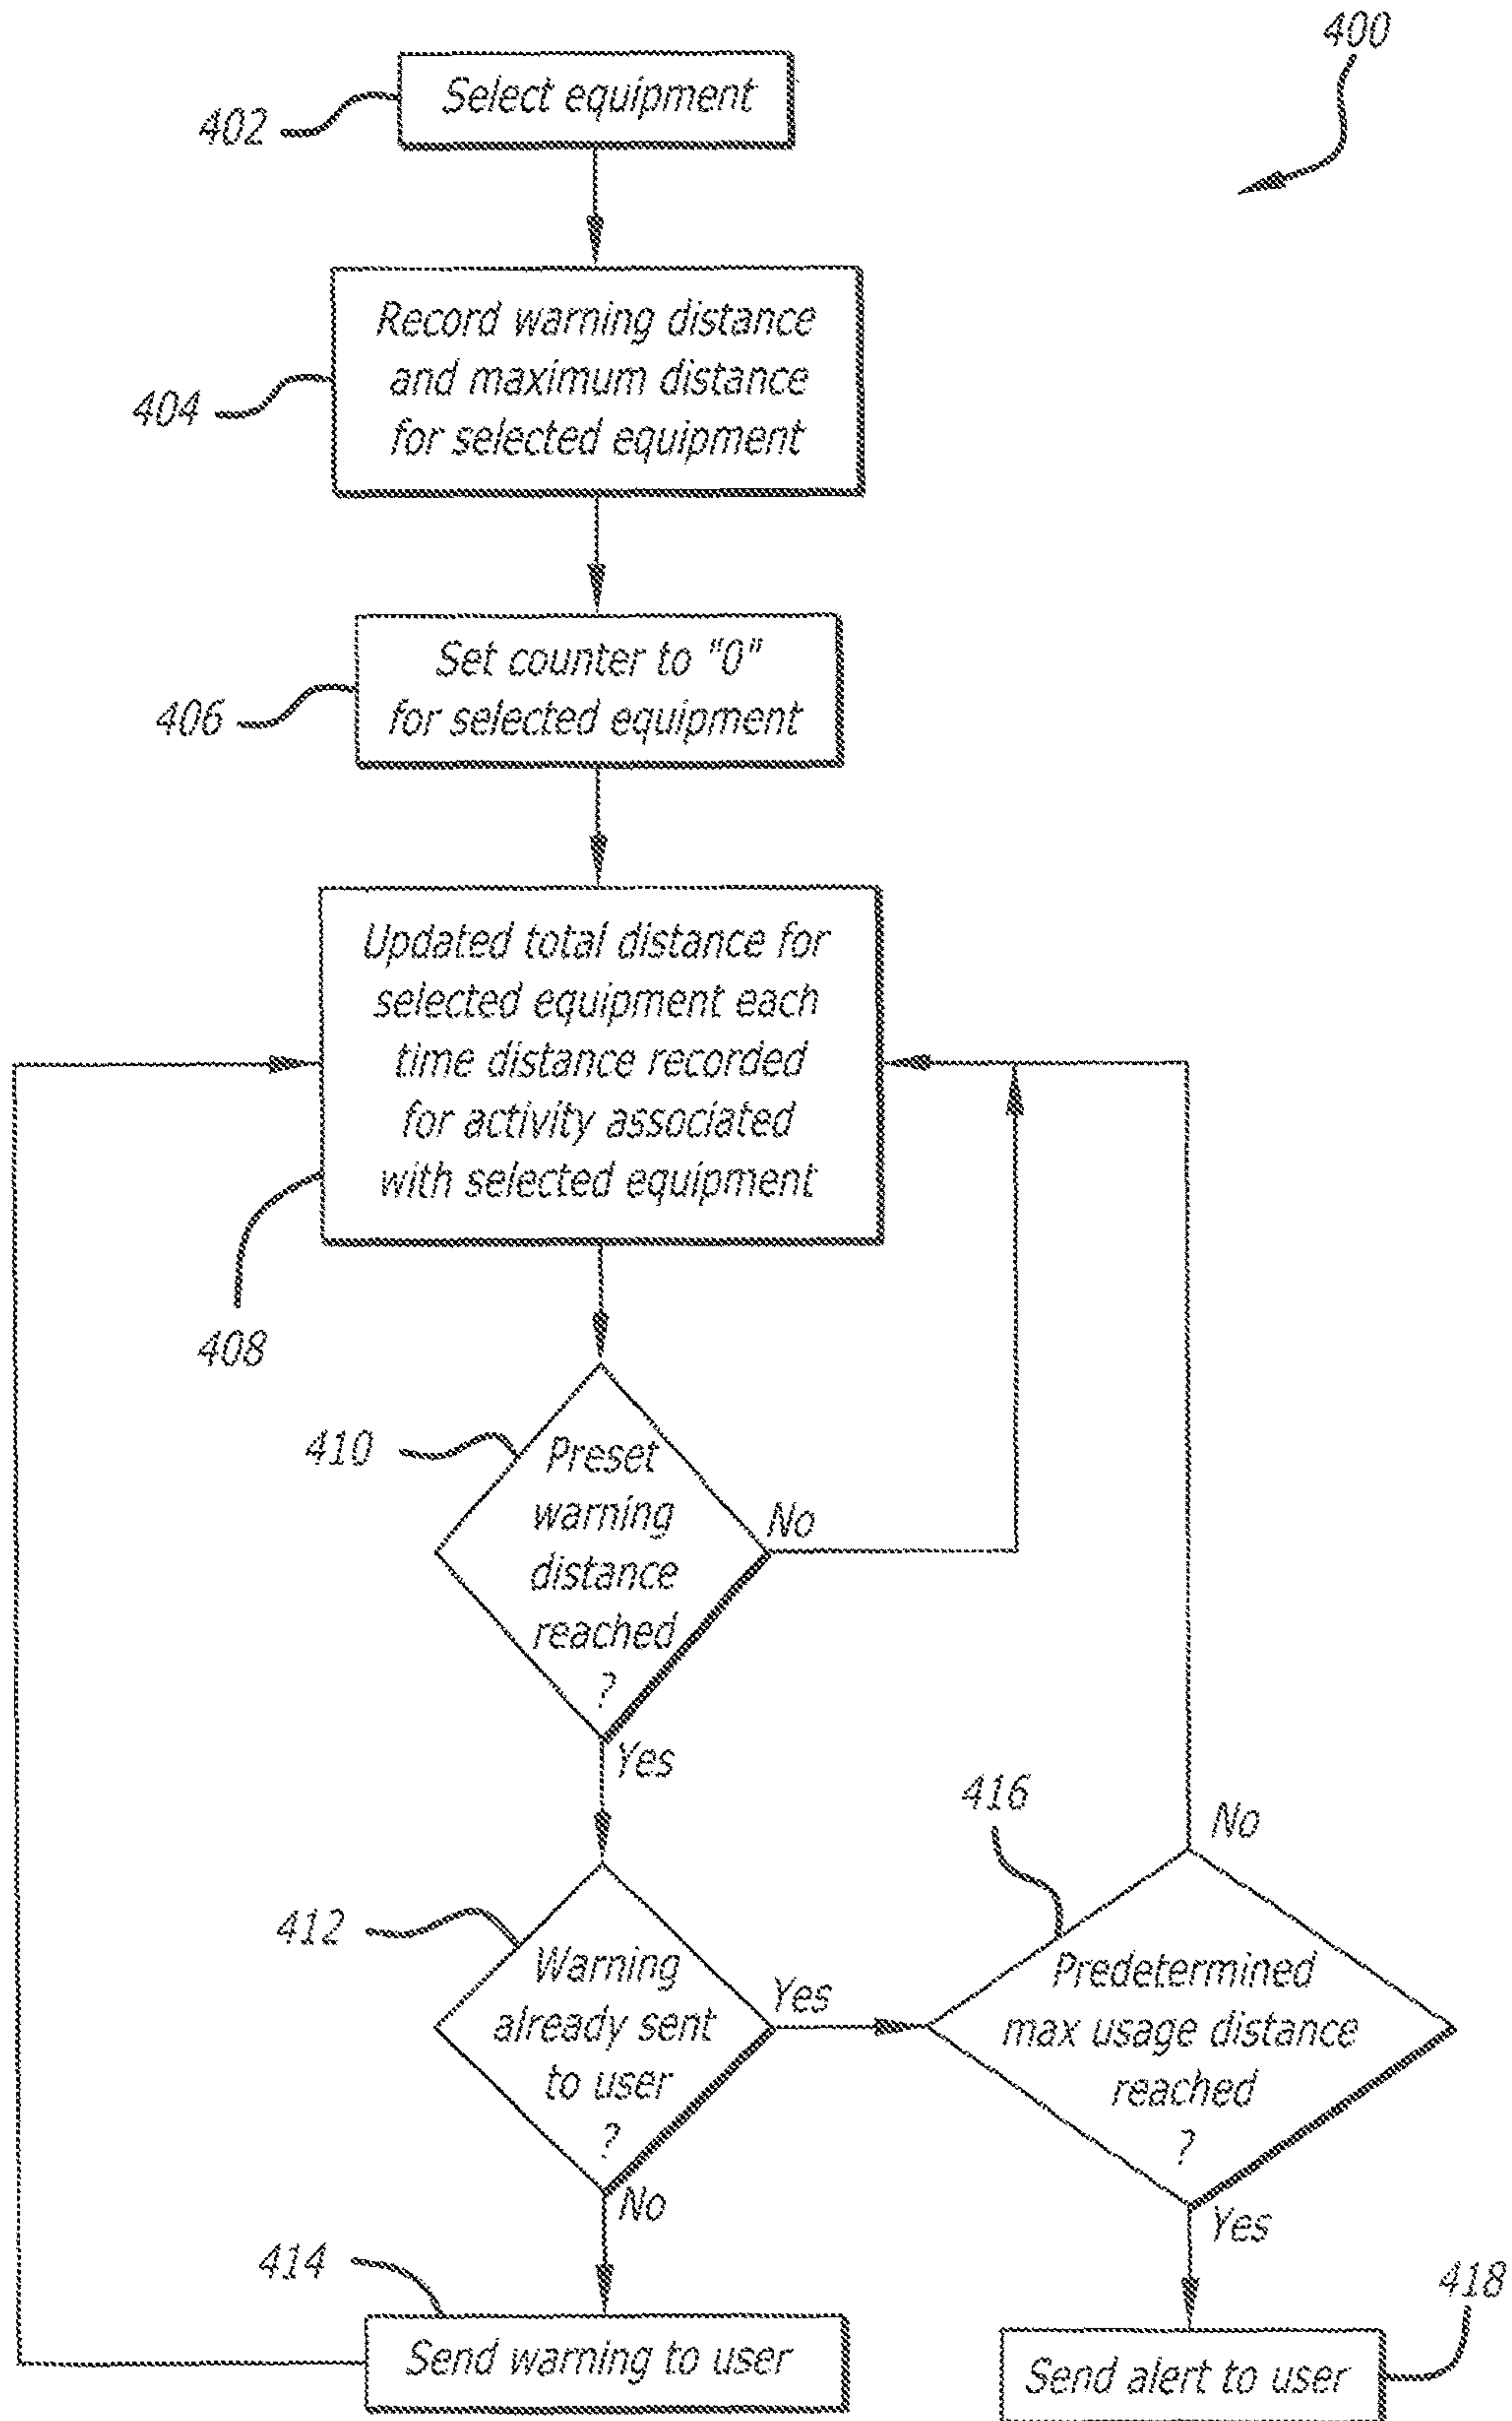 400
402
Select equipment
404
Record warning distance
and maximum distance
for selected equipment
406
Set counter to "0"
for selected equipment
Updated total distance for
selected equipment each
time distance recorded
for activity associated
with selected equipment
408
410
Preset
warning
distance
reached
?
No
Yes
416
No
412
Warning
already sent
to user
?
Yes
Predetermined
max usage distance
reached
?
No
Yes
414
Send warning to user
418
Send alert to user